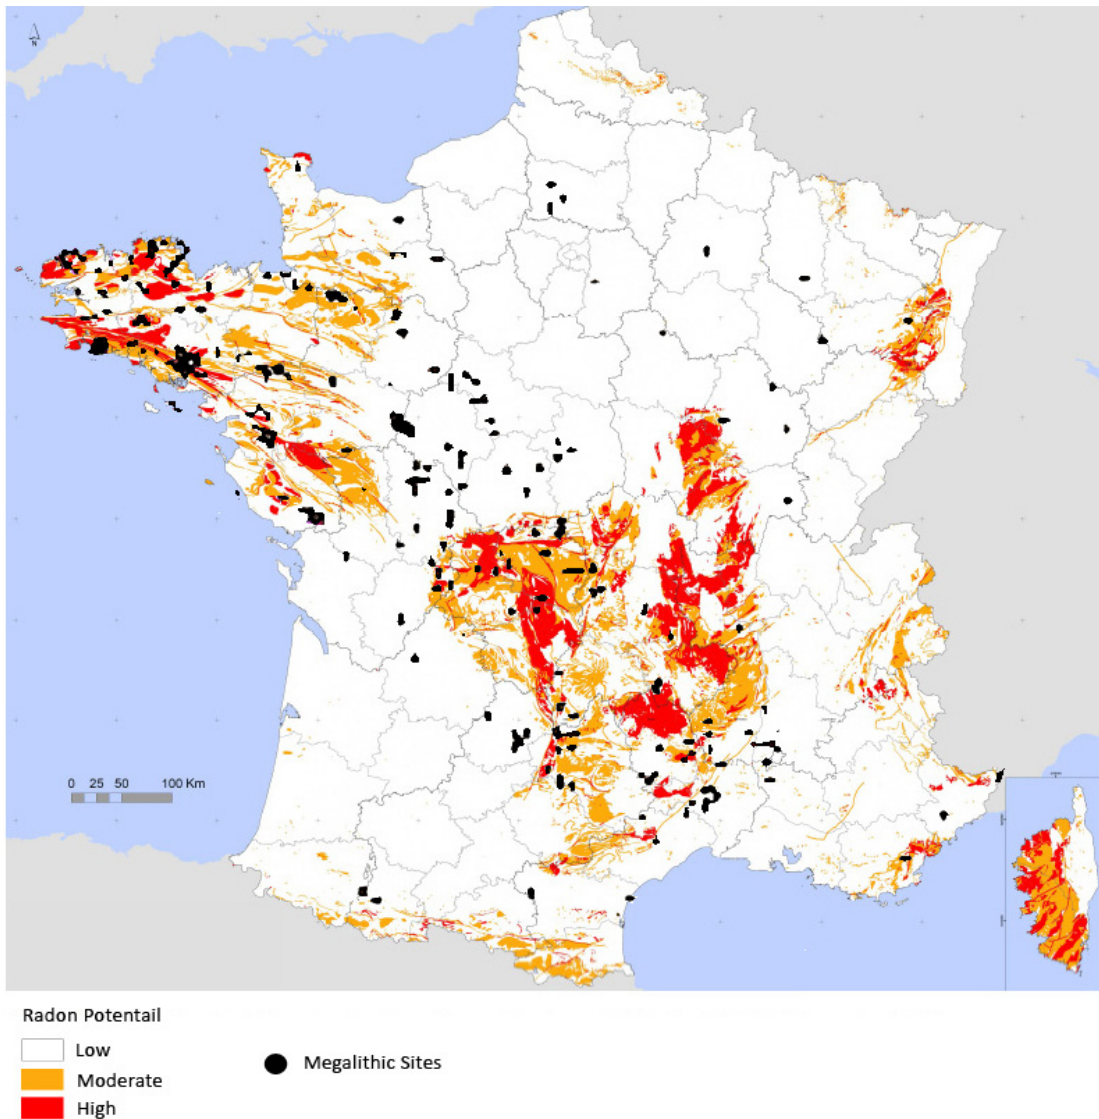 N
0 25 50 100 Km
Radon Potentail
Low
Moderate
High
Megalithic Sites